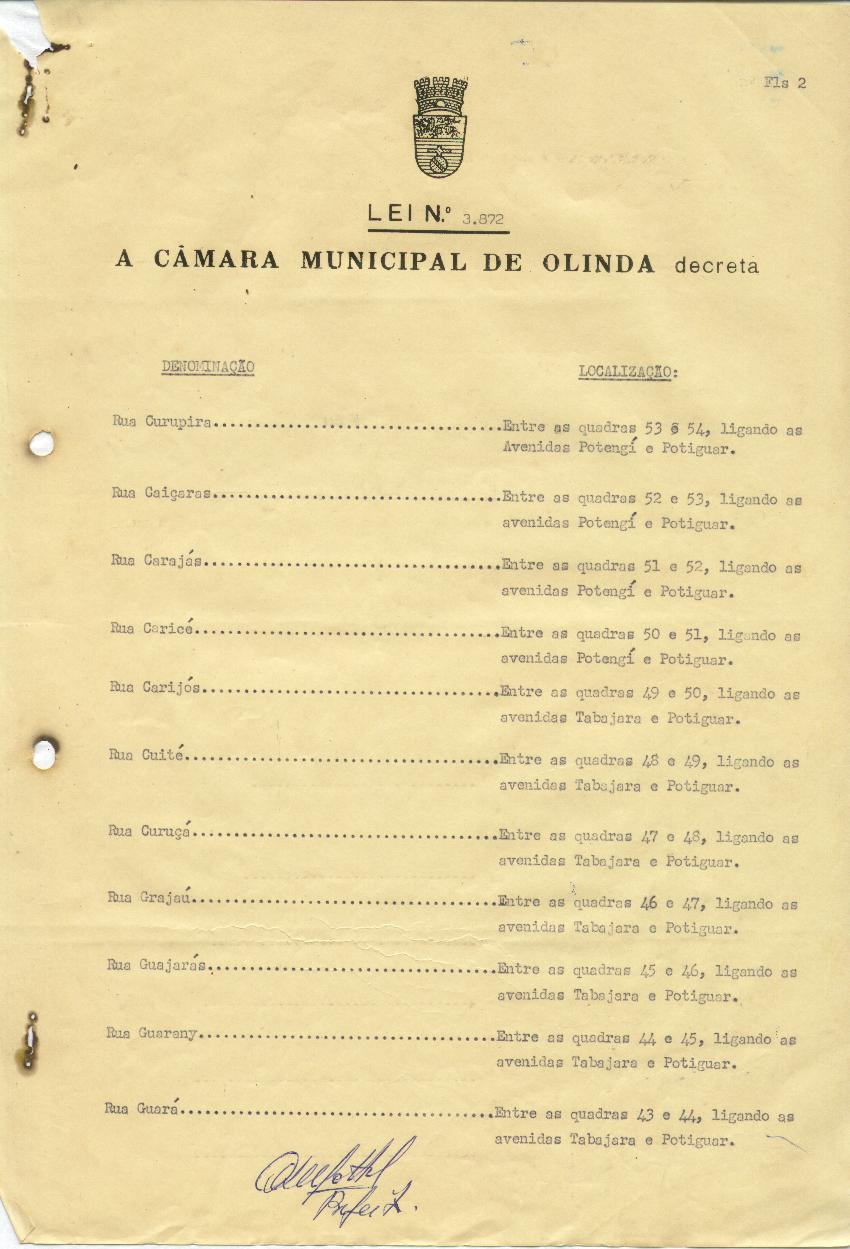 Fls 2
LEI N.º 3.872
A CÂMARA MUNICIPAL DE OLINDA decreta
DENOMINAÇÃO LOCALIZAÇÃO:
Rua Curupira................................Entre as quadras 53 e 54, ligando as
Avenidas Potengí e Potiguar.
Rua Caiçaras................................Entre as quadras 52 e 53, ligando as
avenidas Potengí e Potiguar.
Rua Carajás.................................Entre as quadras 51 e 52, ligando as
avenidas Potengí e Potiguar.
Rua Caricé..................................Entre as quadras 50 e 51, ligando as
avenidas Potengí e Potiguar.
Rua Carijós.................................Entre as quadras 49 e 50, ligando as
avenidas Tabajara e Potiguar.
Rua Cuité...................................Entre as quadras 48 e 49, ligando as
avenidas Tabajara e Potiguar.
Rua Curuçá..................................Entre as quadras 47 e 48, ligando as
avenidas Tabajara e Potiguar.
Rua Grajaú..................................Entre as quadras 46 e 47, ligando as
avenidas Tabajara e Potiguar.
Rua Guajarás................................Entre as quadras 45 e 46, ligando as
avenidas Tabajara e Potiguar.
Rua Guarany.................................Entre as quadras 44 e 45, ligando as
avenidas Tabajara e Potiguar.
Rua Guará...................................Entre as quadras 43 e 44, ligando as
avenidas Tabajara e Potiguar.